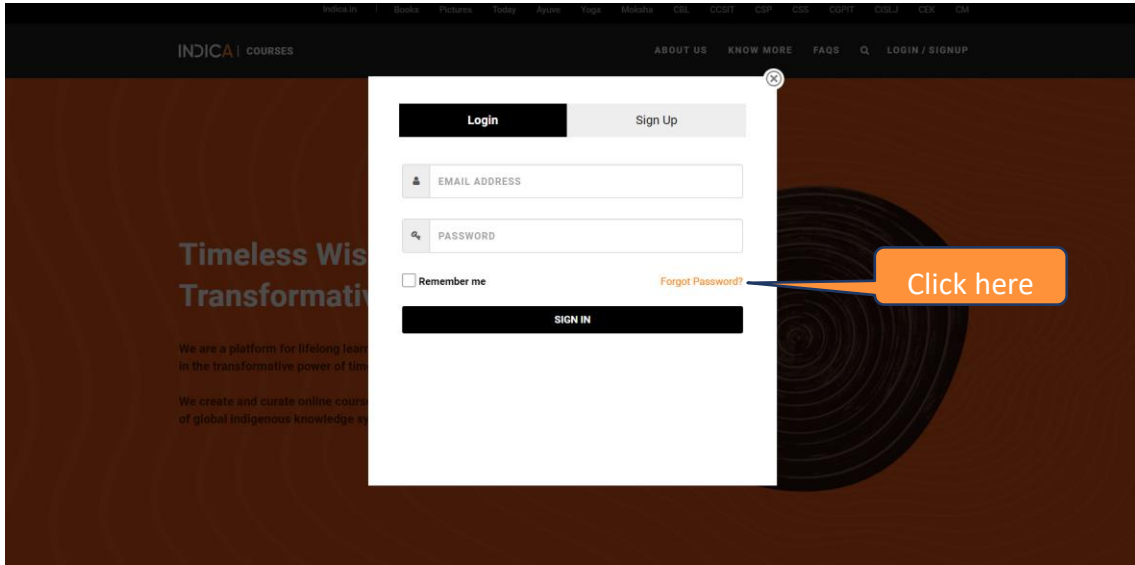 Indica.in | Books Pictures Today Ayuve Yoga Moksha CBL CCSIT CSP CSS CGPIT CISLJ CEK CM
INDICA | COURSES ABOUT US KNOW MORE FAQS LOGIN / SIGNUP
Login Sign Up
EMAIL ADDRESS
PASSWORD
Remember me Forgot Password?
Click here
SIGN IN
Timeless Wis
Transformativ
We are a platform for lifelong learn
in the transformative power of tim
We create and curate online cours
of global indigenous knowledge sy